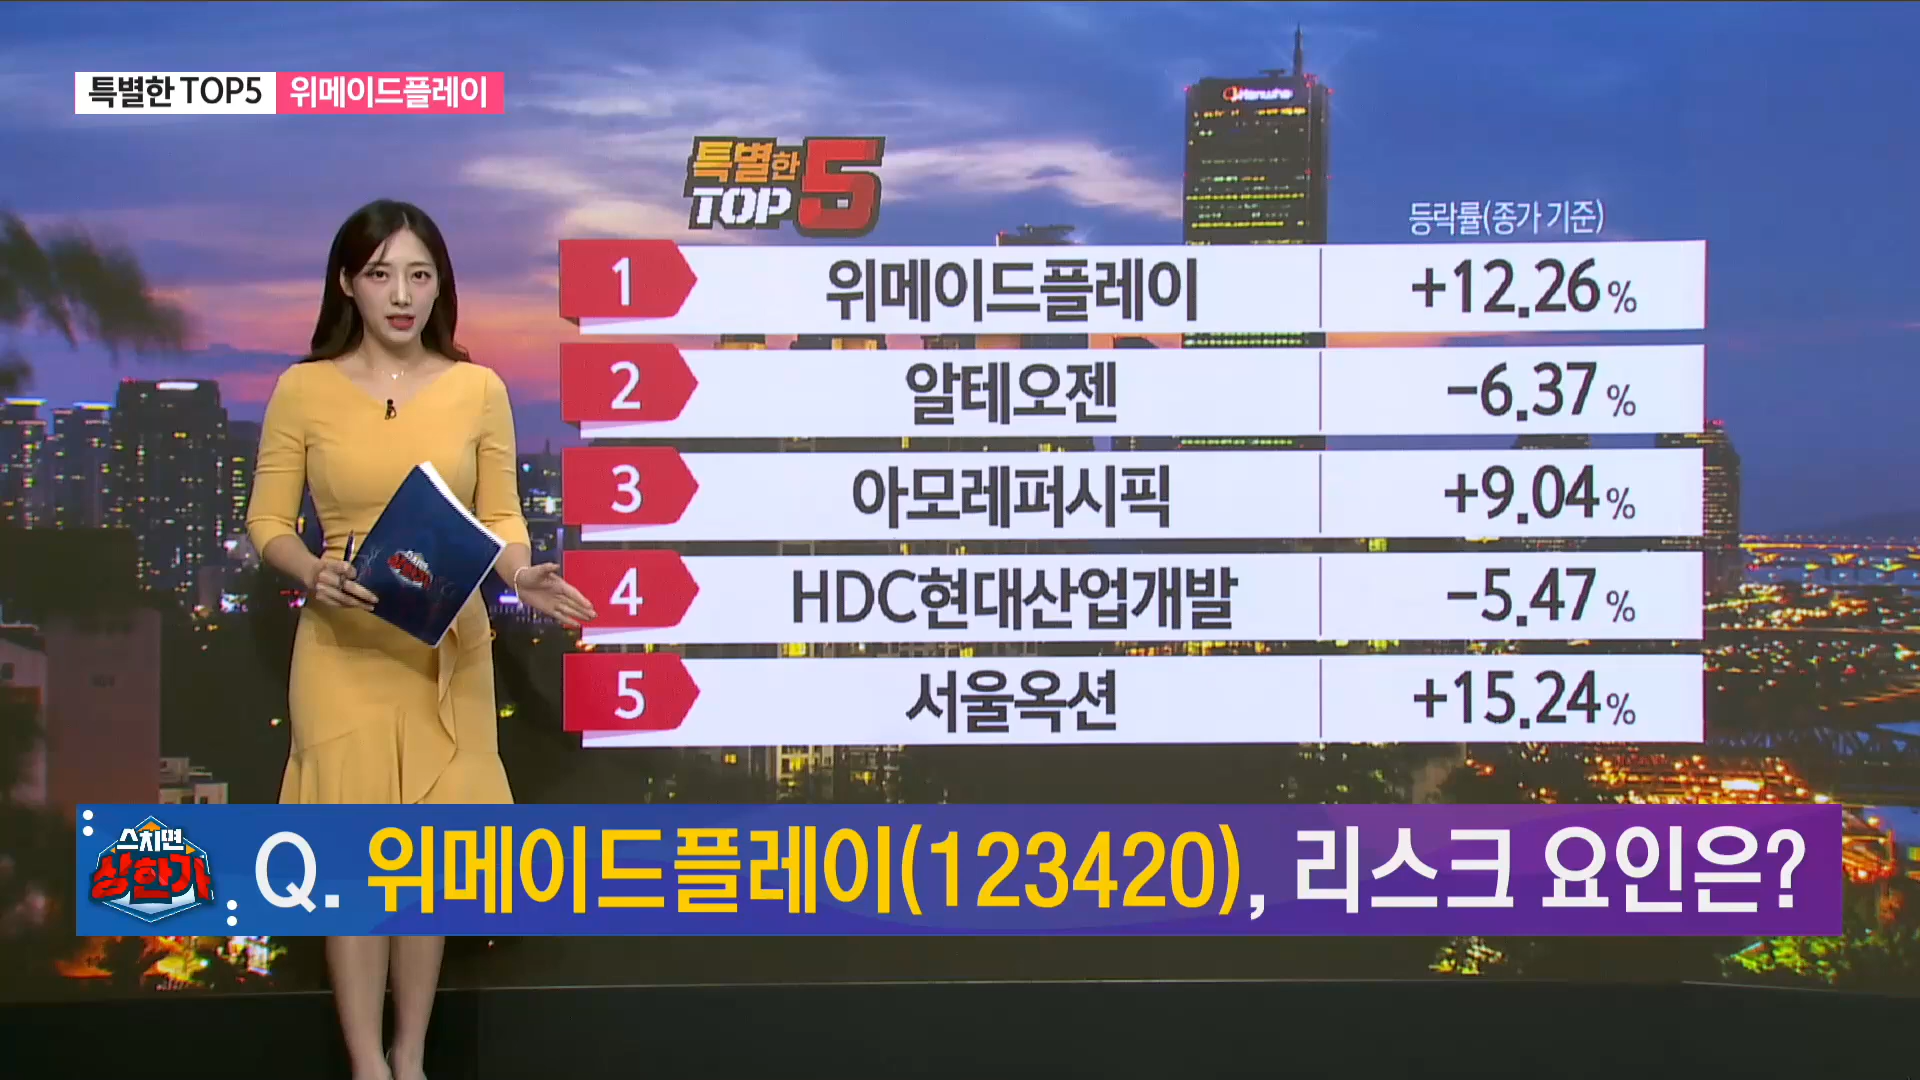 특별한 TOP5 위메이드플레이
Hanwha
특별한
TOP 5
등락률(종가 기준)
1 위메이드플레이 +12.26%
2 알테오젠 -6.37%
3 아모레퍼시픽 +9.04%
4 HDC현대산업개발 -5.47%
5 서울옥션 +15.24%
스치면
상한가
Q. 위메이드플레이(123420), 리스크 요인은?